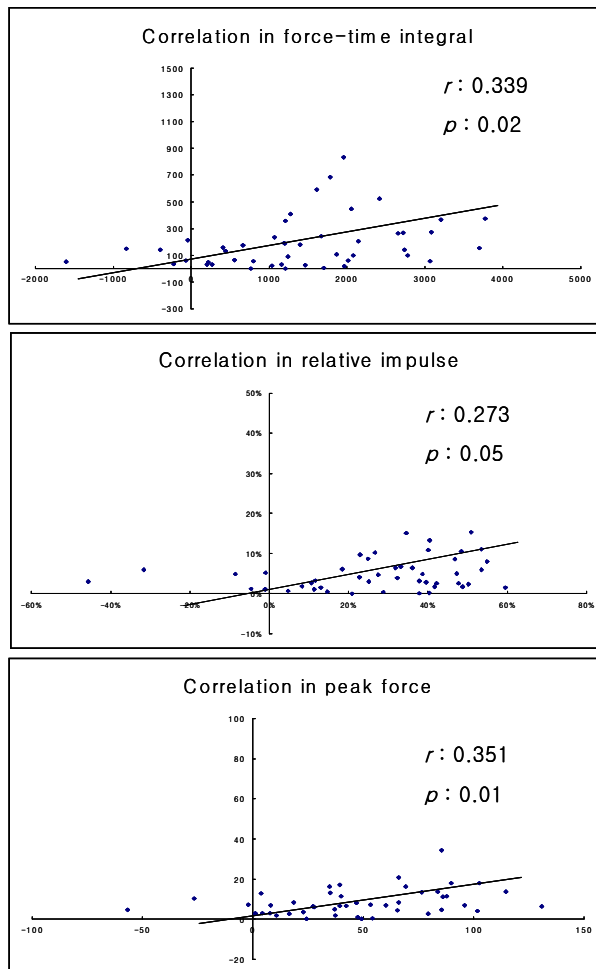 Correlation in force-time integral
1500
1300
1100
900
700
500
300
100
-100
-300
-2000 -1000 0 1000 2000 3000 4000 5000
r : 0.339
p : 0.02
Correlation in relative impulse
50%
40%
30%
20%
10%
0%
-10%
-60% -40% -20% 0% 20% 40% 60% 80%
r : 0.273
p : 0.05
Correlation in peak force
100
80
60
40
20
0
-20
-100 -50 0 50 100 150
r : 0.351
p : 0.01